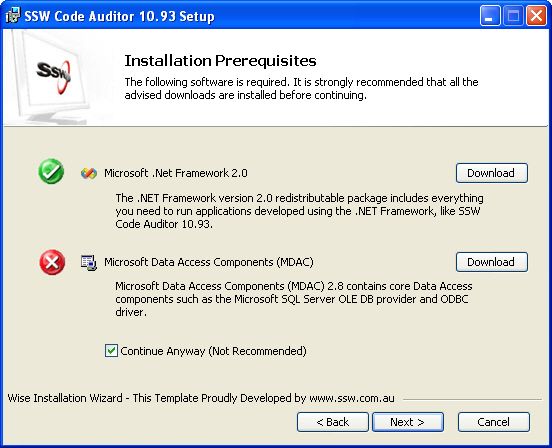 SSW Code Auditor 10.93 Setup
SSW
Installation Prerequisites
The following software is required. It is strongly recommended that all the
advised downloads are installed before continuing.
Microsoft .Net Framework 2.0
Download
The .NET Framework version 2.0 redistributable package includes everything
you need to run applications developed using the .NET Framework, like SSW
Code Auditor 10.93.
Microsoft Data Access Components (MDAC)
Download
Microsoft Data Access Components (MDAC) 2.8 contains core Data Access
components such as the Microsoft SQL Server OLE DB provider and ODBC
driver.
Continue Anyway (Not Recommended)
Wise Installation Wizard - This Template Proudly Developed by www.ssw.com.au
< Back
Next >
Cancel